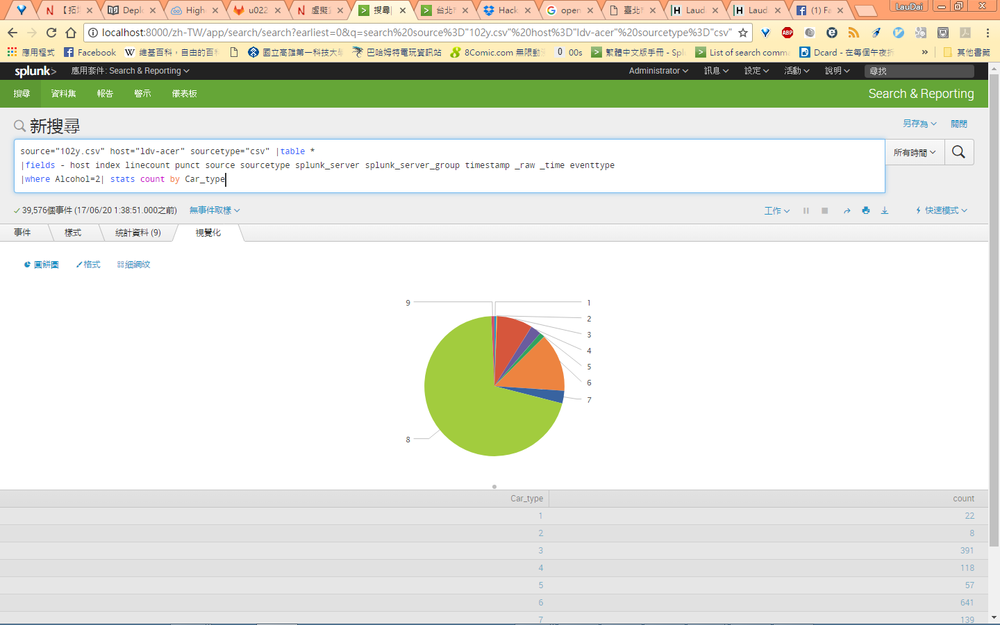 【拓墣
Deplo
High
u022
虛擬
搜尋|
台北市
Hack
open
臺北市
Laud
Laud
(1) Fa
LauDai
localhost:8000/zh-TW/app/search/search?earliest=0&q=search%20source%3D"102y.csv"%20host%3D"ldv-acer"%20sourcetype%3D"csv"
應用程式
Facebook
維基百科，自由的百科
國立高雄第一科技大學
巴哈姆特電玩資訊站
8Comic.com 無限動漫
00s
繁體中文版手冊 - Splu
List of search comma
Dcard - 在每個午夜折
»
其他書籤
splunk>
應用套件: Search & Reporting
Administrator
訊息
設定
活動
說明
尋找
搜尋
資料集
報告
警示
儀表板
Search & Reporting
新搜尋
另存為
關閉
source="102y.csv" host="ldv-acer" sourcetype="csv" |table *
|fields - host index linecount punct source sourcetype splunk_server splunk_server_group timestamp _raw _time eventtype
|where Alcohol=2| stats count by Car_type
所有時間
39,576個事件 (17/06/20 1:38:51.000之前)
無事件取樣
工作
快速模式
事件
樣式
統計資料 (9)
視覺化
圓餅圖
格式
細網紋
9
1
2
3
4
5
6
7
8
Car_type
count
1
22
2
8
3
391
4
118
5
57
6
641
7
139